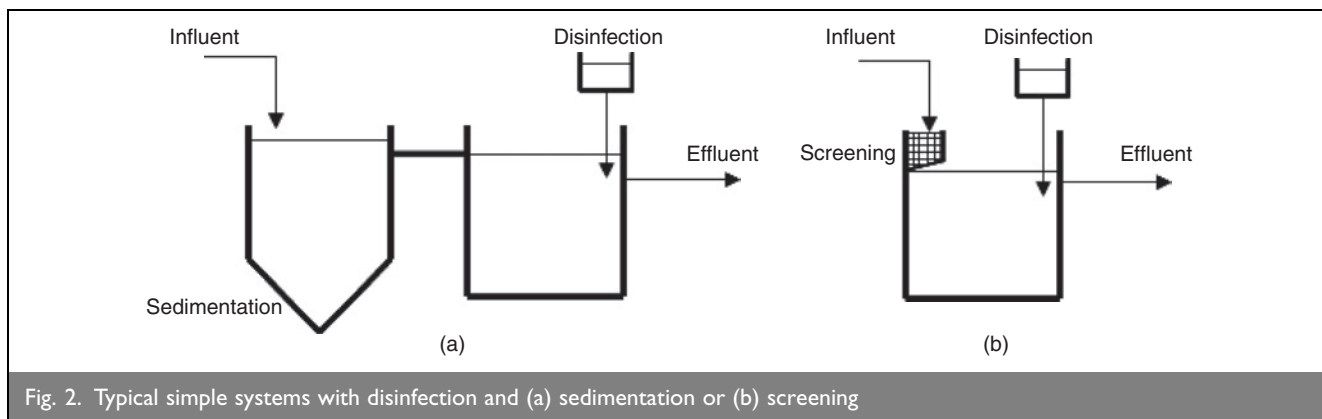 Influent
Disinfection
Effluent
Sedimentation
(a)
Influent
Disinfection
Screening
Effluent
(b)
Fig. 2. Typical simple systems with disinfection and (a) sedimentation or (b) screening